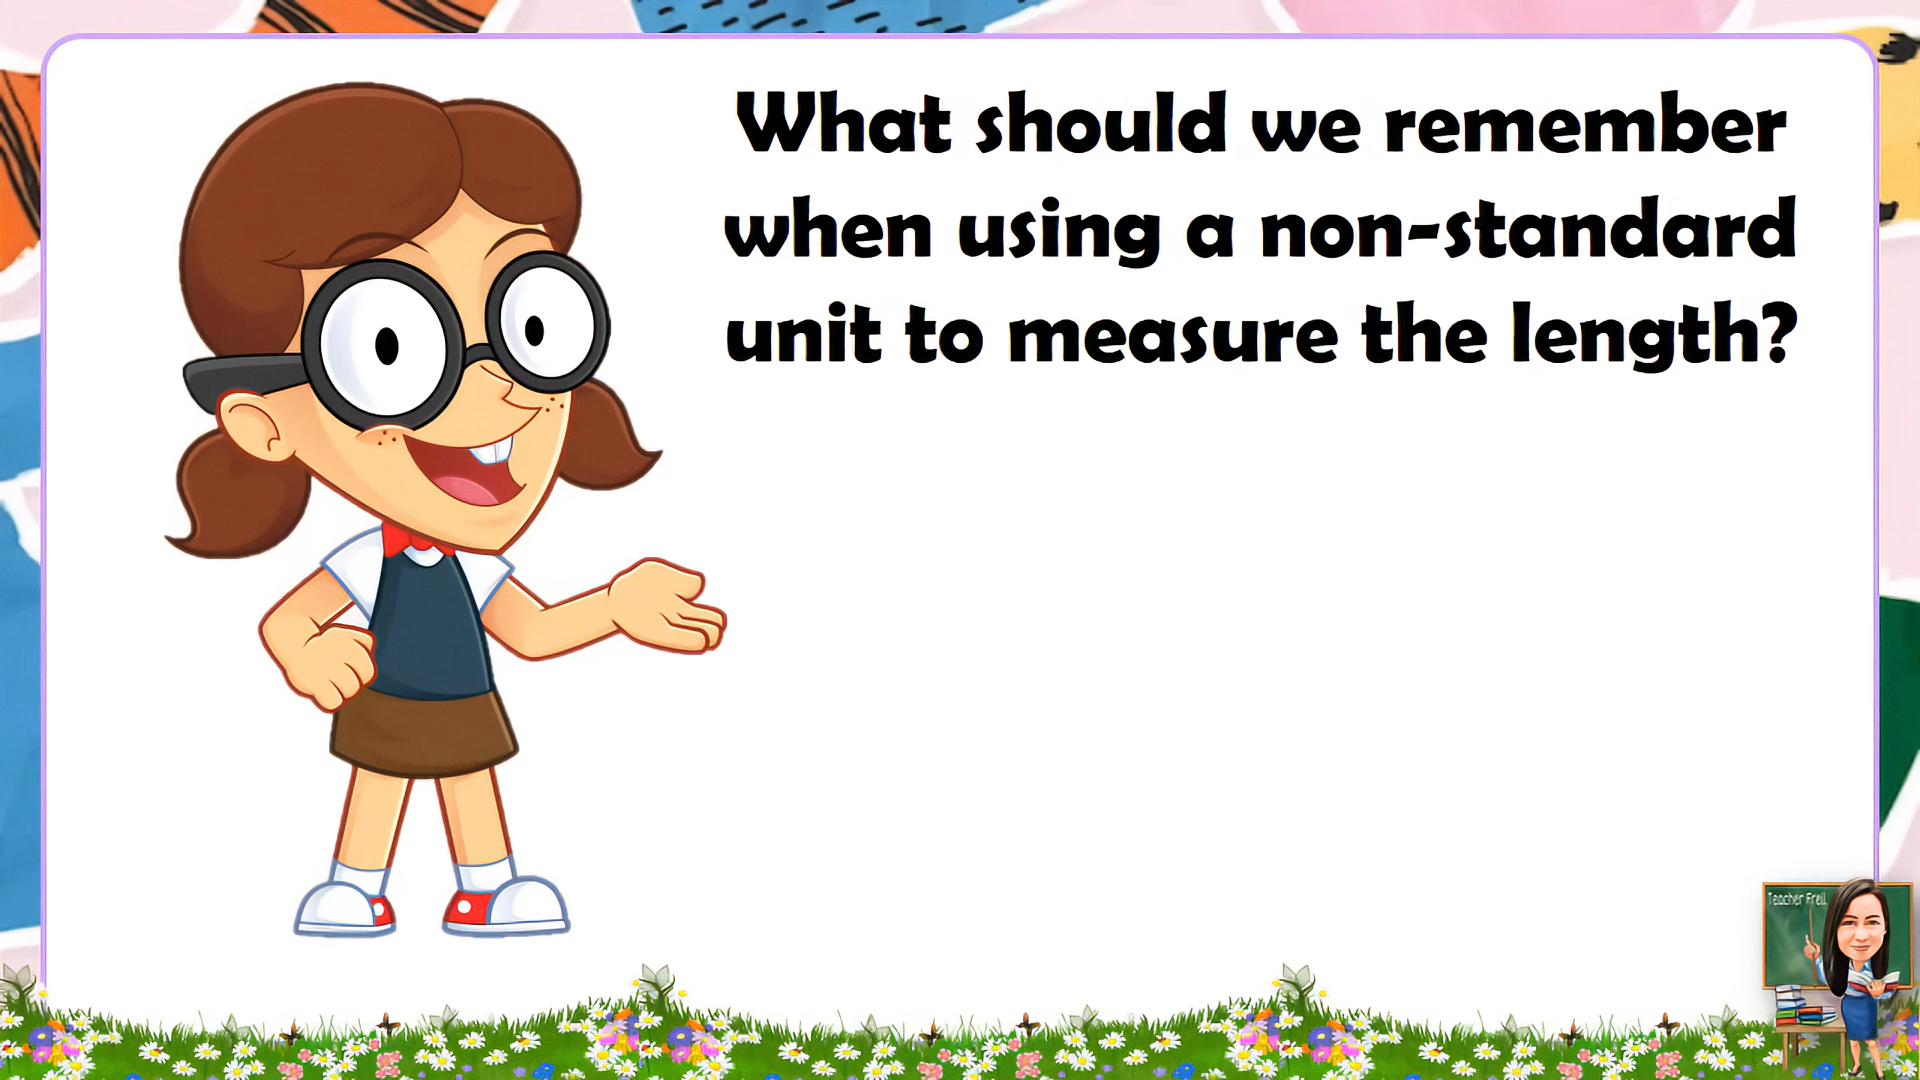 What should we remember
when using a non-standard
unit to measure the length?
Teacher Frell